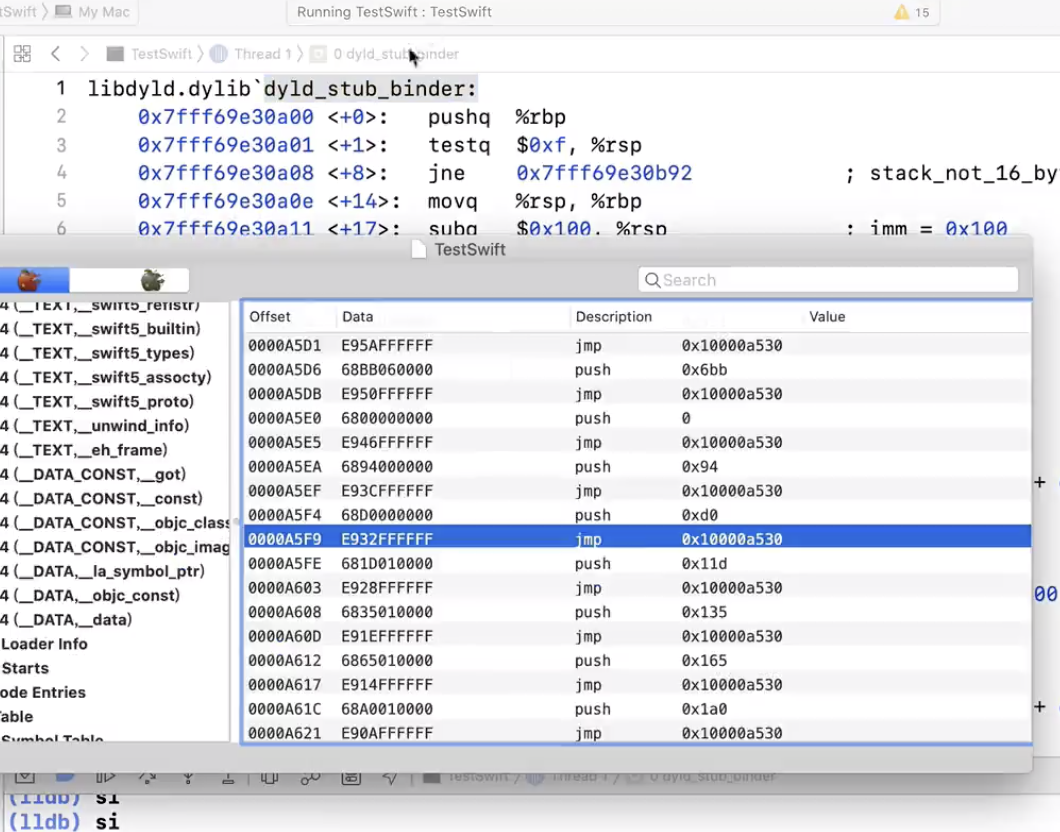 tSwift My Mac Running TestSwift : TestSwift 15
TestSwift Thread 1 0 dyld_stub_binder
1 libdyld.dylib`dyld_stub_binder:
2 0x7fff69e30a00 <+0>: pushq %rbp
3 0x7fff69e30a01 <+1>: testq $0xf, %rsp
4 0x7fff69e30a08 <+8>: jne 0x7fff69e30b92 ; stack_not_16_by
5 0x7fff69e30a0e <+14>: movq %rsp, %rbp
6 0x7fff69e30a11 <+17>: subq $0x100, %rsp ; imm = 0x100
TestSwift
Search
4 (__TEXT,__swift5_reflstr)
4 (__TEXT,__swift5_builtin)
4 (__TEXT,__swift5_types)
4 (__TEXT,__swift5_assocty)
4 (__TEXT,__swift5_proto)
4 (__TEXT,__unwind_info)
4 (__TEXT,__eh_frame)
4 (__DATA_CONST,__got)
4 (__DATA_CONST,__const)
4 (__DATA_CONST,__objc_class
4 (__DATA_CONST,__objc_imag
4 (__DATA,__la_symbol_ptr)
4 (__DATA,__objc_const)
4 (__DATA,__data)
Loader Info
Starts
ode Entries
able
Symbol Table
Offset Data Description Value
0000A5D1 E95AFFFFFF jmp 0x10000a530
0000A5D6 68BB060000 push 0x6bb
0000A5DB E950FFFFFF jmp 0x10000a530
0000A5E0 6800000000 push 0
0000A5E5 E946FFFFFF jmp 0x10000a530
0000A5EA 6894000000 push 0x94
0000A5EF E93CFFFFFF jmp 0x10000a530
0000A5F4 68D0000000 push 0xd0
0000A5F9 E932FFFFFF jmp 0x10000a530
0000A5FE 681D010000 push 0x11d
0000A603 E928FFFFFF jmp 0x10000a530
0000A608 6835010000 push 0x135
0000A60D E91EFFFFFF jmp 0x10000a530
0000A612 6865010000 push 0x165
0000A617 E914FFFFFF jmp 0x10000a530
0000A61C 68A0010000 push 0x1a0
0000A621 E90AFFFFFF jmp 0x10000a530
+
00
+
TestSwift Thread 1 0 dyld_stub_binder
(lldb) si
(lldb) si